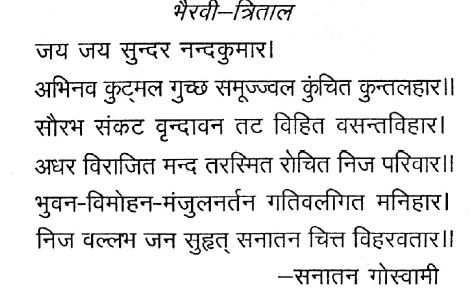 भैरवी–त्रिताल
जय जय सुन्दर नन्दकुमार।
अभिनव कुट्मल गुच्छ समूज्ज्वल कुंचित कुन्तलहार॥
सौरभ संकट वृन्दावन तट विहित वसन्तविहार।
अधर विराजित मन्द तरस्मित रोचित निज परिवार॥
भुवन-विमोहन-मंजुलनर्तन गतिवलगित मनिहार।
निज वल्लभ जन सुहृत् सनातन चित्त विहरवतार॥
–सनातन गोस्वामी